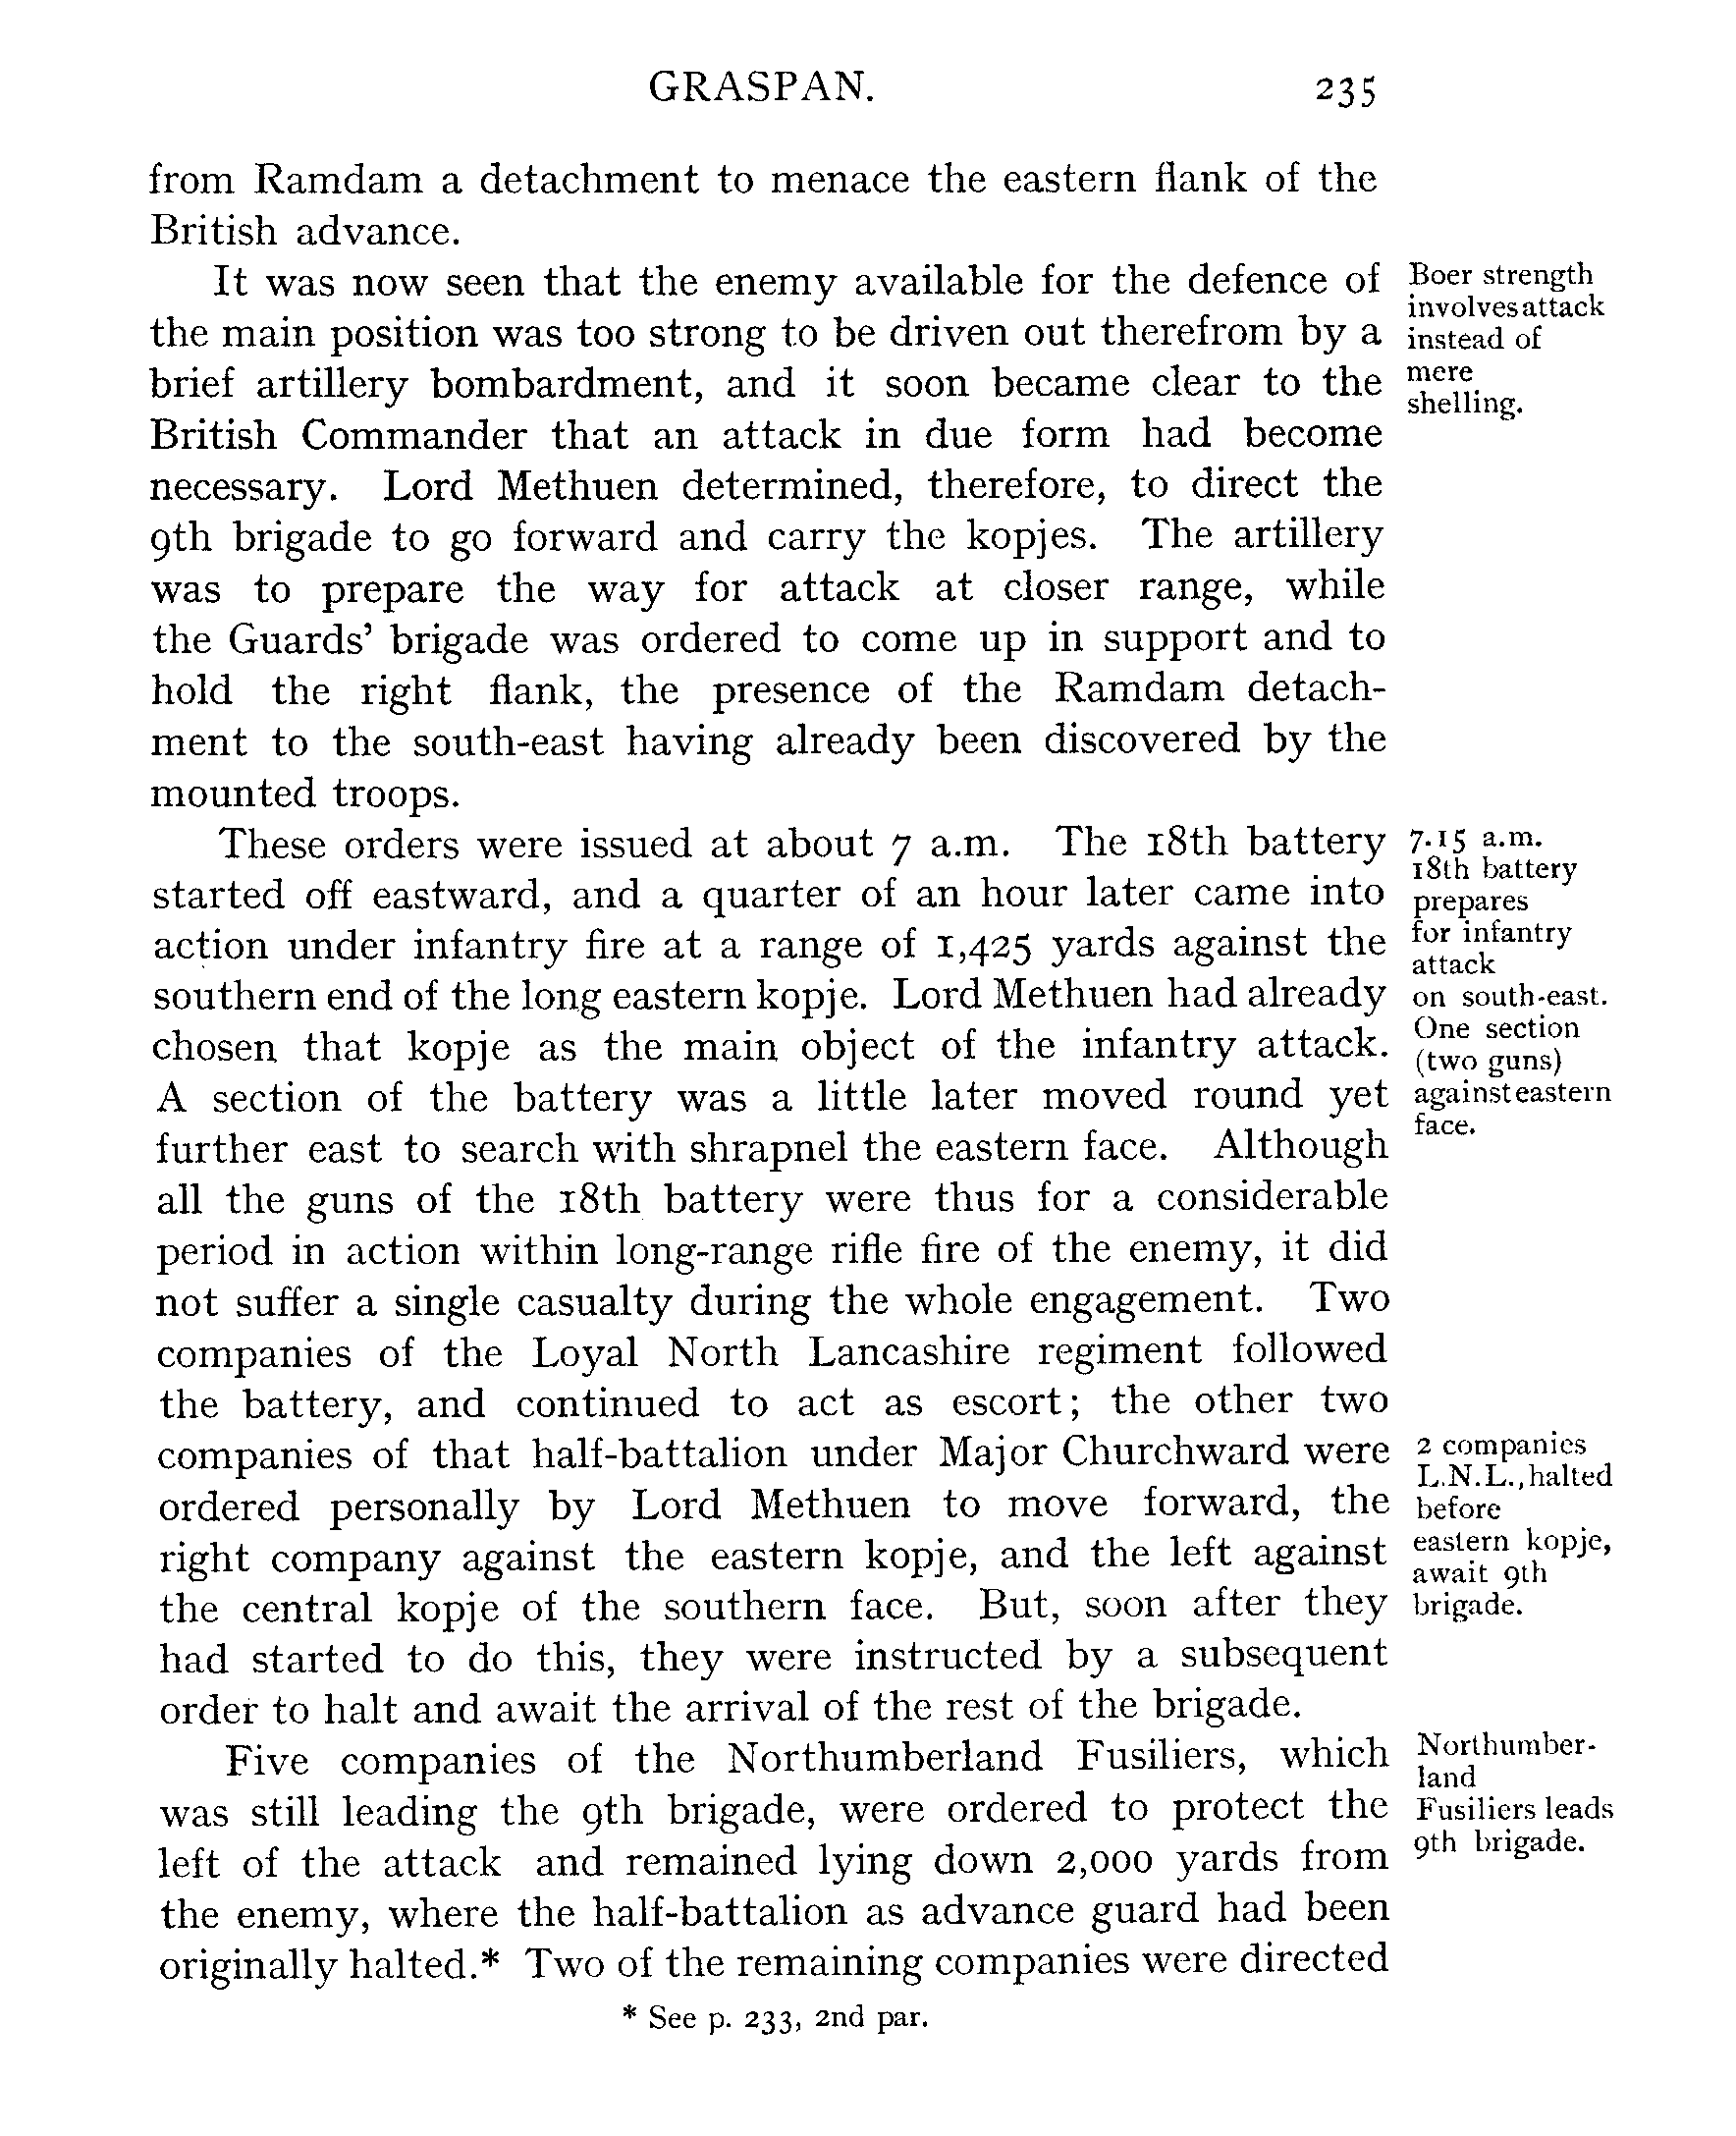 GRASPAN. 235
from Ramdam a detachment to menace the eastern flank of the
British advance.
It was now seen that the enemy available for the defence of
the main position was too strong to be driven out therefrom by a
brief artillery bombardment, and it soon became clear to the
British Commander that an attack in due form had become
necessary. Lord Methuen determined, therefore, to direct the
9th brigade to go forward and carry the kopjes. The artillery
was to prepare the way for attack at closer range, while
the Guards' brigade was ordered to come up in support and to
hold the right flank, the presence of the Ramdam detach-
ment to the south-east having already been discovered by the
mounted troops.
Boer strength
involves attack
instead of
mere
shelling.
These orders were issued at about 7 a.m. The 18th battery
started off eastward, and a quarter of an hour later came into
action under infantry fire at a range of 1,425 yards against the
southern end of the long eastern kopje. Lord Methuen had already
chosen that kopje as the main object of the infantry attack.
A section of the battery was a little later moved round yet
further east to search with shrapnel the eastern face. Although
all the guns of the 18th battery were thus for a considerable
period in action within long-range rifle fire of the enemy, it did
not suffer a single casualty during the whole engagement. Two
companies of the Loyal North Lancashire regiment followed
the battery, and continued to act as escort; the other two
companies of that half-battalion under Major Churchward were
ordered personally by Lord Methuen to move forward, the
right company against the eastern kopje, and the left against
the central kopje of the southern face. But, soon after they
had started to do this, they were instructed by a subsequent
order to halt and await the arrival of the rest of the brigade.
7.15 a.m.
18th battery
prepares
for infantry
attack
on south-east.
One section
(two guns)
against eastern
face.
2 companies
L.N.L., halted
before
eastern kopje,
await 9th
brigade.
Five companies of the Northumberland Fusiliers, which
was still leading the 9th brigade, were ordered to protect the
left of the attack and remained lying down 2,000 yards from
the enemy, where the half-battalion as advance guard had been
originally halted.* Two of the remaining companies were directed
Northumber-
land
Fusiliers leads
9th brigade.
* See p. 233, 2nd par.